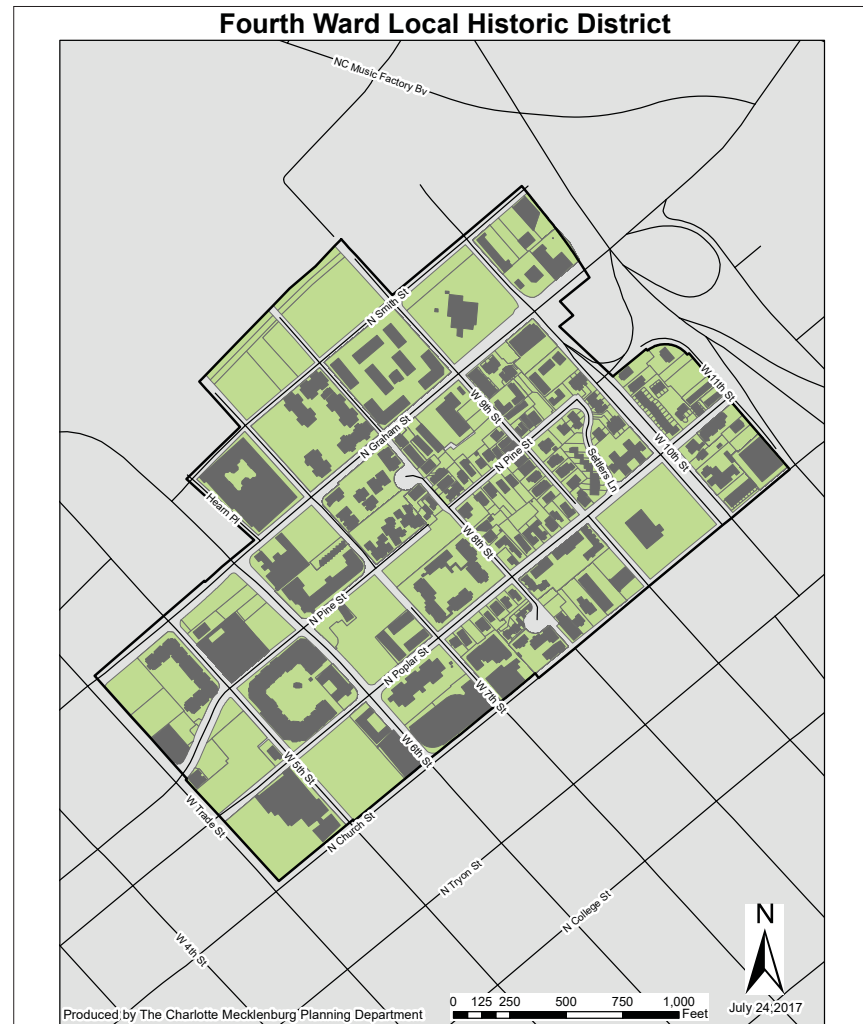 Fourth Ward Local Historic District
NC Music Factory Bv
N Smith St
W 11th St
N Graham St
W 9th St
N Pine St
W 10th St
Settlers Ln
Hearn Pl
W 8th St
N Pine St
N Poplar St
W 7th St
W 5th St
W 6th St
W Trade St
N Church St
N Tryon St
N College St
W 4th St
N
July 24,2017
0 125 250 500 750 1,000
Feet
Produced by The Charlotte Mecklenburg Planning Department